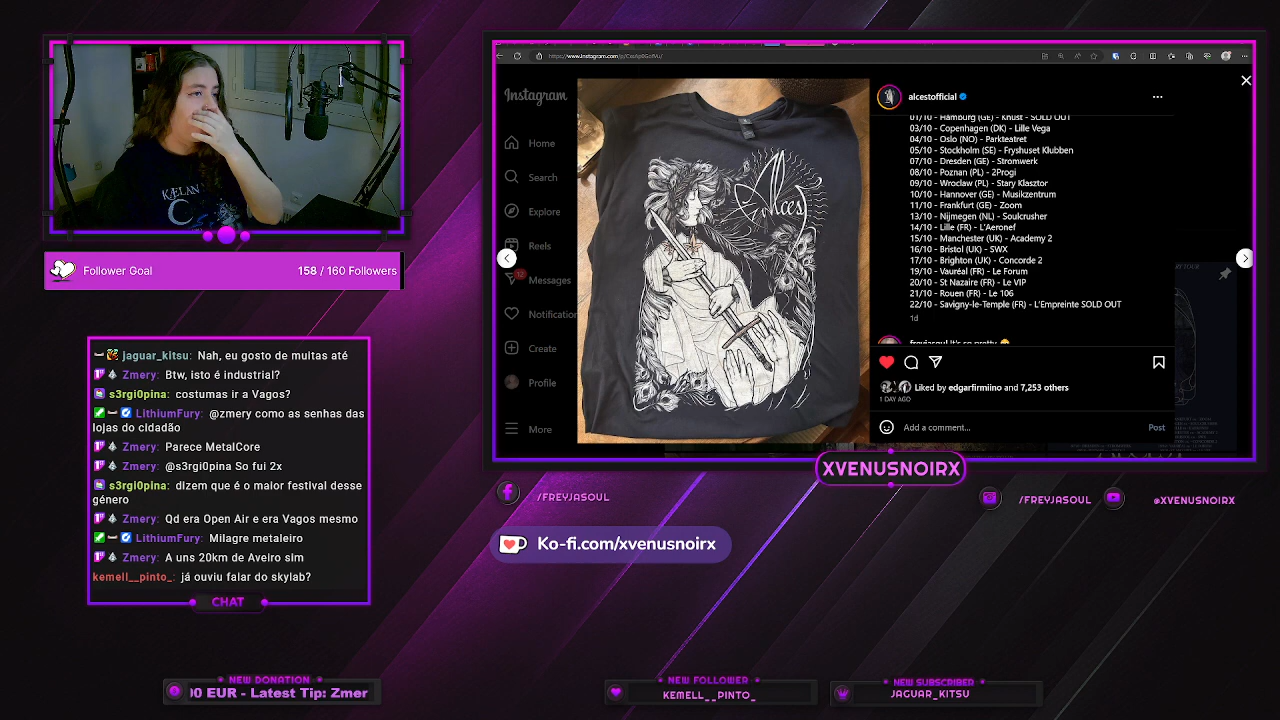 KÆLAN
Follower Goal
158 / 160 Followers
jaguar_kitsu: Nah, eu gosto de muitas até
Zmery: Btw, isto é industrial?
s3rgi0pina: costumas ir a Vagos?
LithiumFury: @zmery como as senhas das
lojas do cidadão
Zmery: Parece MetalCore
Zmery: @s3rgi0pina So fui 2x
s3rgi0pina: dizem que é o maior festival desse
género
Zmery: Qd era Open Air e era Vagos mesmo
LithiumFury: Milagre metaleiro
Zmery: A uns 20km de Aveiro sim
kemell__pinto_: já ouviu falar do skylab?
CHAT
Instagram
Home
Search
Explore
Reels
12
Messages
Notification
Create
Profile
More
Alcest
alcestofficial
01/10 - Hamburg (GE) - Knust - SOLD OUT
03/10 - Copenhagen (DK) - Lille Vega
04/10 - Oslo (NO) - Parkteatret
05/10 - Stockholm (SE) - Fryshuset Klubben
07/10 - Dresden (GE) - Stromwerk
08/10 - Poznan (PL) - 2Progi
09/10 - Wroclaw (PL) - Stary Klasztor
10/10 - Hannover (GE) - Musikzentrum
11/10 - Frankfurt (GE) - Zoom
13/10 - Nijmegen (NL) - Soulcrusher
14/10 - Lille (FR) - L'Aeronef
15/10 - Manchester (UK) - Academy 2
16/10 - Bristol (UK) - SWX
17/10 - Brighton (UK) - Concorde 2
19/10 - Vauréal (FR) - Le Forum
20/10 - St Nazaire (FR) - Le VIP
21/10 - Rouen (FR) - Le 106
22/10 - Savigny-le-Temple (FR) - L'Empreinte SOLD OUT
1d
freyjasoul It's so pretty
Liked by edgarfirmiino and 7,253 others
1 DAY AGO
Add a comment...
Post
XVENUSNOIRX
/FREYJASOUL
/FREYJASOUL
@XVENUSNOIRX
Ko-fi.com/xvenusnoirx
NEW DONATION
EUR - Latest Tip: Zmer
NEW FOLLOWER
KEMELL__PINTO_
NEW SUBSCRIBER
JAGUAR_KITSU